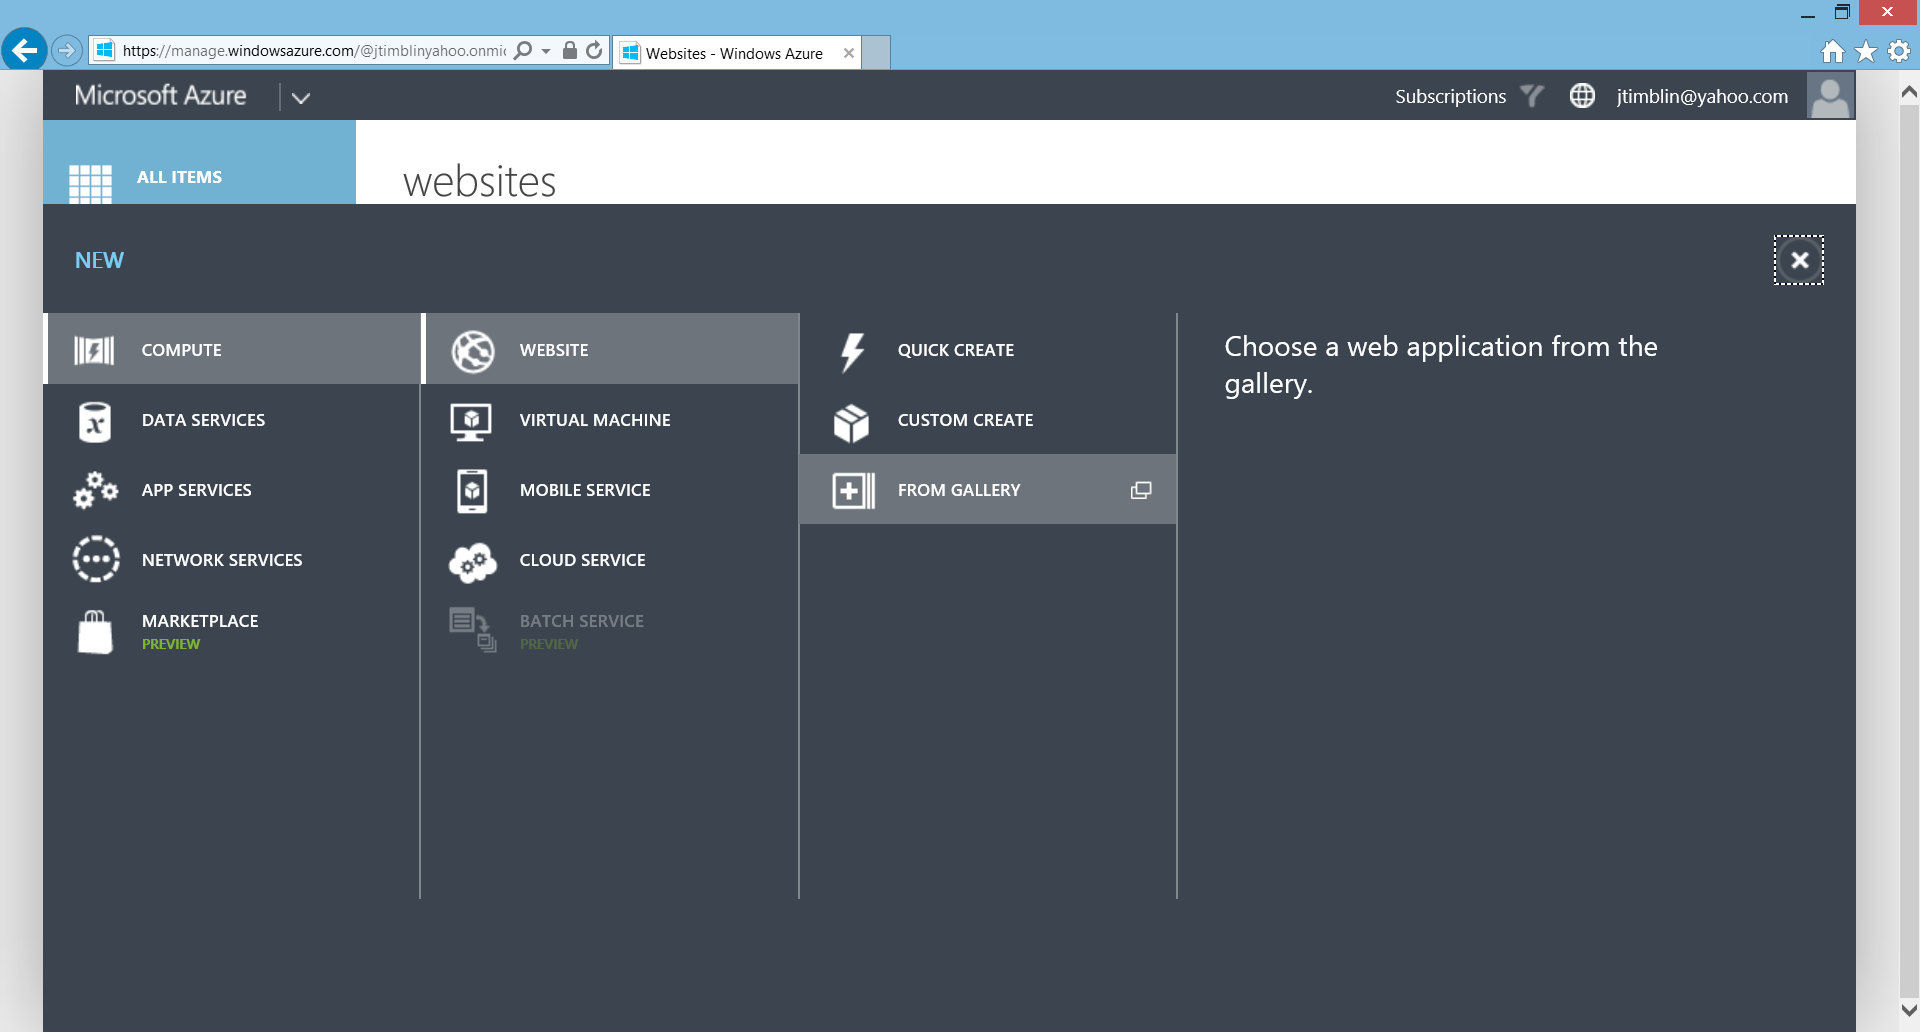 https://manage.windowsazure.com/@jtimblinyahoo.onmic
Websites - Windows Azure
Microsoft Azure
Subscriptions
jtimblin@yahoo.com
ALL ITEMS
websites
NEW
COMPUTE
DATA SERVICES
APP SERVICES
NETWORK SERVICES
MARKETPLACE
PREVIEW
WEBSITE
VIRTUAL MACHINE
MOBILE SERVICE
CLOUD SERVICE
BATCH SERVICE
PREVIEW
QUICK CREATE
CUSTOM CREATE
FROM GALLERY
Choose a web application from the
gallery.